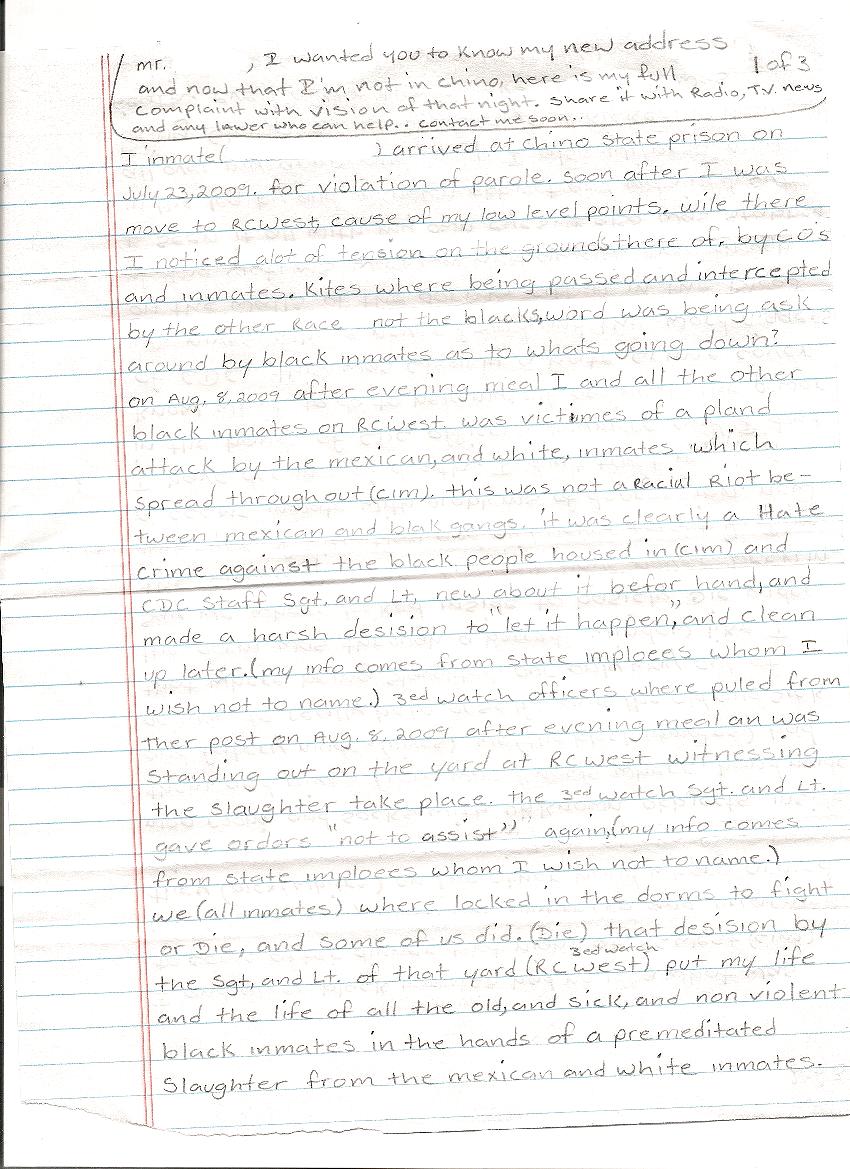 mr. , I wanted you to know my new address
1 of 3
and now that I'm not in chino, here is my full
complaint with vision of that night. share it with Radio, T.V. news
and any lawer who can help.. contact me soon..
I inmate( ) arrived at chino state prison on
July 23, 2009. for violation of parole. soon after I was
move to RCWest, cause of my low level points. wile there
I noticed alot of tension on the grounds there of, by C.O's
and inmates. Kites where being passed and intercepted
by the other Race not the blacks, word was being ask
around by black inmates as to whats going down?
on Aug. 8, 2009 after evening meal I and all the other
black inmates on RCWest. was victimes of a pland
attack by the mexican, and white, inmates which
spread throughout (CIM). this was not a Racial Riot be-
tween mexican and blak gangs. it was clearly a Hate
crime against the black people housed in (CIM) and
CDC Staff Sgt. and Lt, new about it befor hand, and
made a harsh desision to "let it happen", and clean
up later. (my info comes from state imploees whom I
wish not to name.) 3ed watch officers where puled from
ther post on Aug. 8, 2009 after evening meal an was
standing out on the yard at RCWest witnessing
the slaughter take place. the 3ed watch Sgt. and Lt.
gave orders "not to assist" again, (my info comes
from state imploees whom I wish not to name.)
we (all inmates) where locked in the dorms to fight
or Die, and some of us did. (Die) that desision by
3ed watch
the Sgt, and Lt. of that yard (RCWest) put my life
and the life of all the old, and sick, and non violent
black inmates in the hands of a premeditated
Slaughter from the mexican and white inmates.